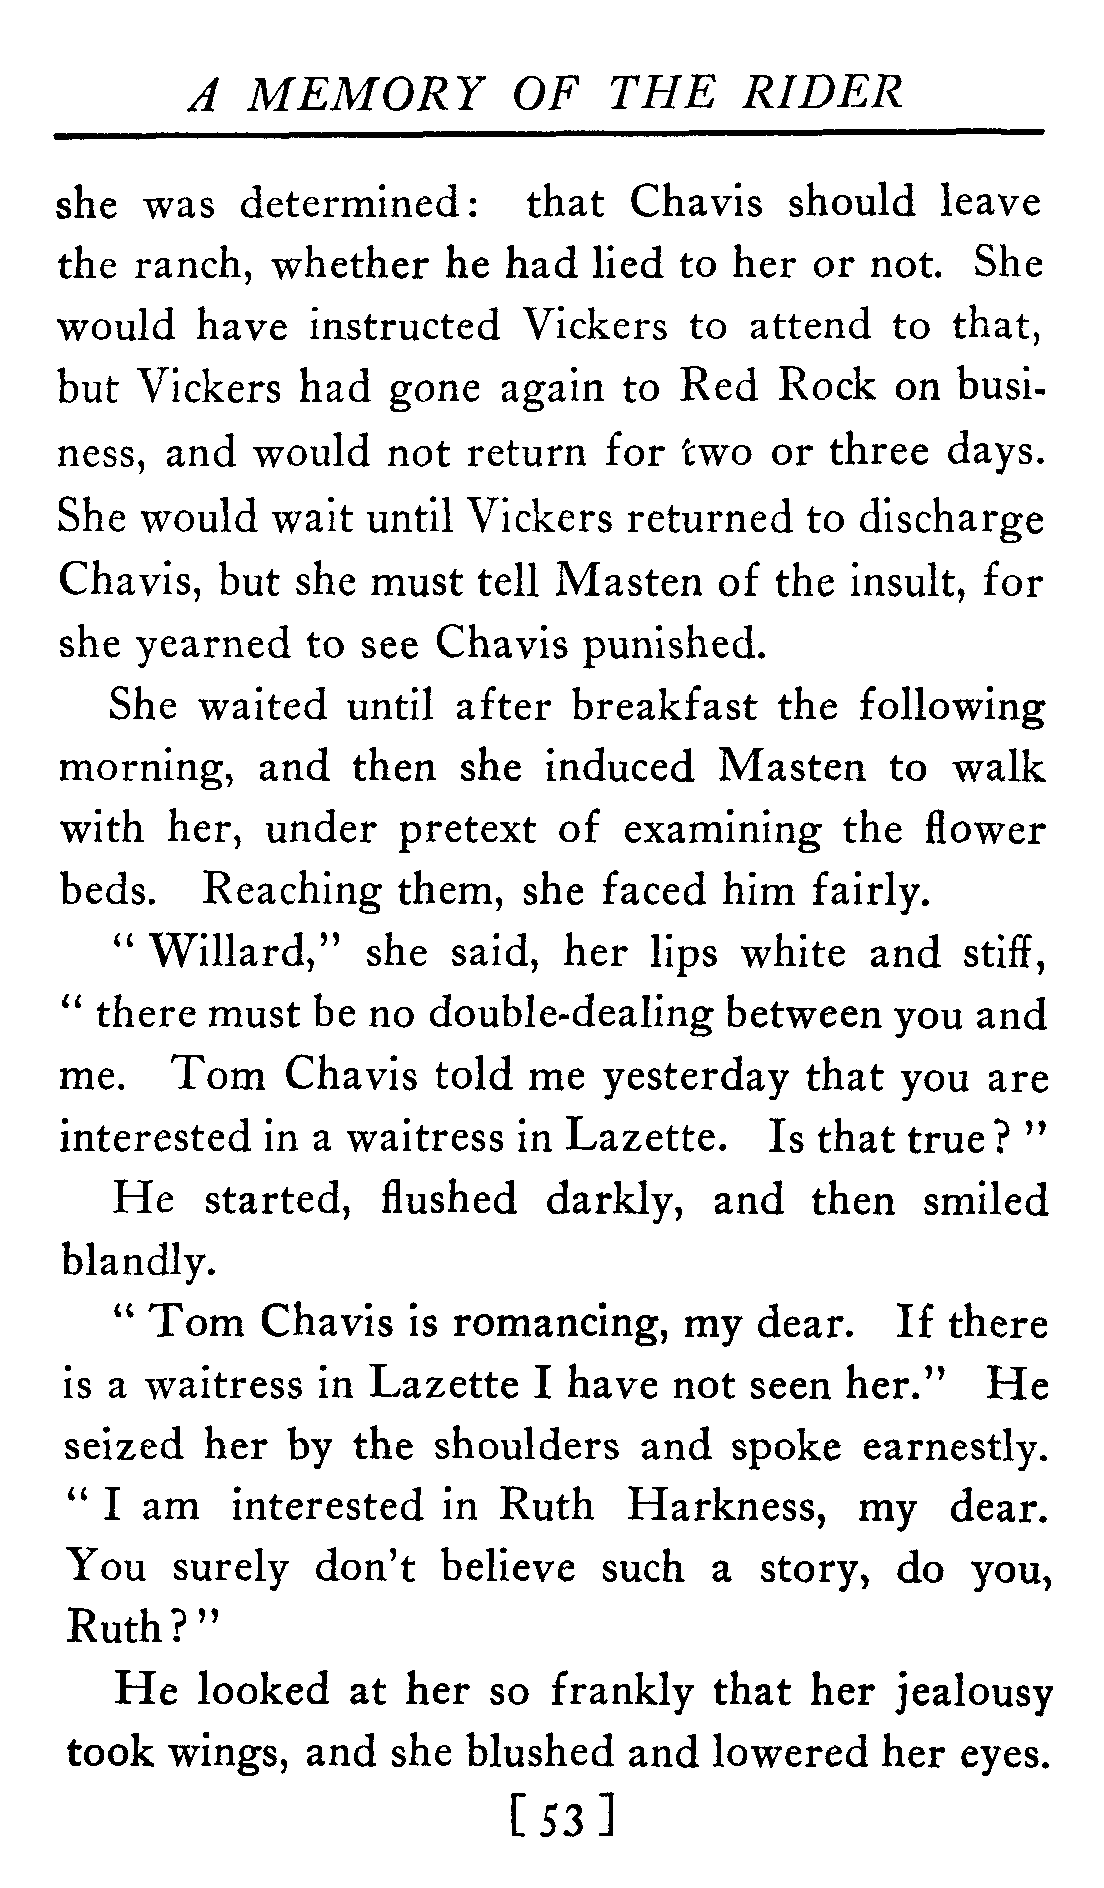 A MEMORY OF THE RIDER
she was determined: that Chavis should leave
the ranch, whether he had lied to her or not. She
would have instructed Vickers to attend to that,
but Vickers had gone again to Red Rock on busi-
ness, and would not return for two or three days.
She would wait until Vickers returned to discharge
Chavis, but she must tell Masten of the insult, for
she yearned to see Chavis punished.
She waited until after breakfast the following
morning, and then she induced Masten to walk
with her, under pretext of examining the flower
beds. Reaching them, she faced him fairly.
" Willard," she said, her lips white and stiff,
" there must be no double-dealing between you and
me. Tom Chavis told me yesterday that you are
interested in a waitress in Lazette. Is that true? "
He started, flushed darkly, and then smiled
blandly.
" Tom Chavis is romancing, my dear. If there
is a waitress in Lazette I have not seen her." He
seized her by the shoulders and spoke earnestly.
" I am interested in Ruth Harkness, my dear.
You surely don't believe such a story, do you,
Ruth? "
He looked at her so frankly that her jealousy
took wings, and she blushed and lowered her eyes.
[ 53 ]